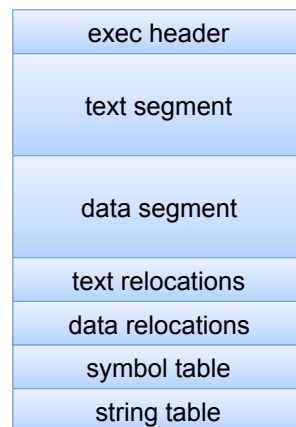 exec header
text segment
data segment
text relocations
data relocations
symbol table
string table